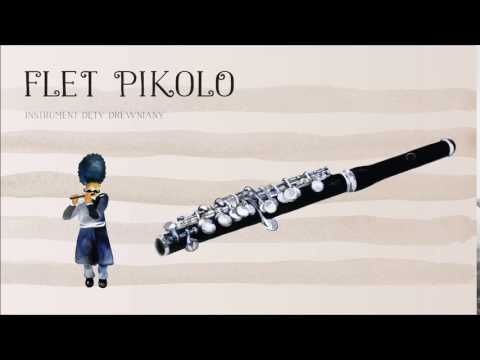 FLET PIKOLO
INSTRUMENT DĘTY DREWNIANY